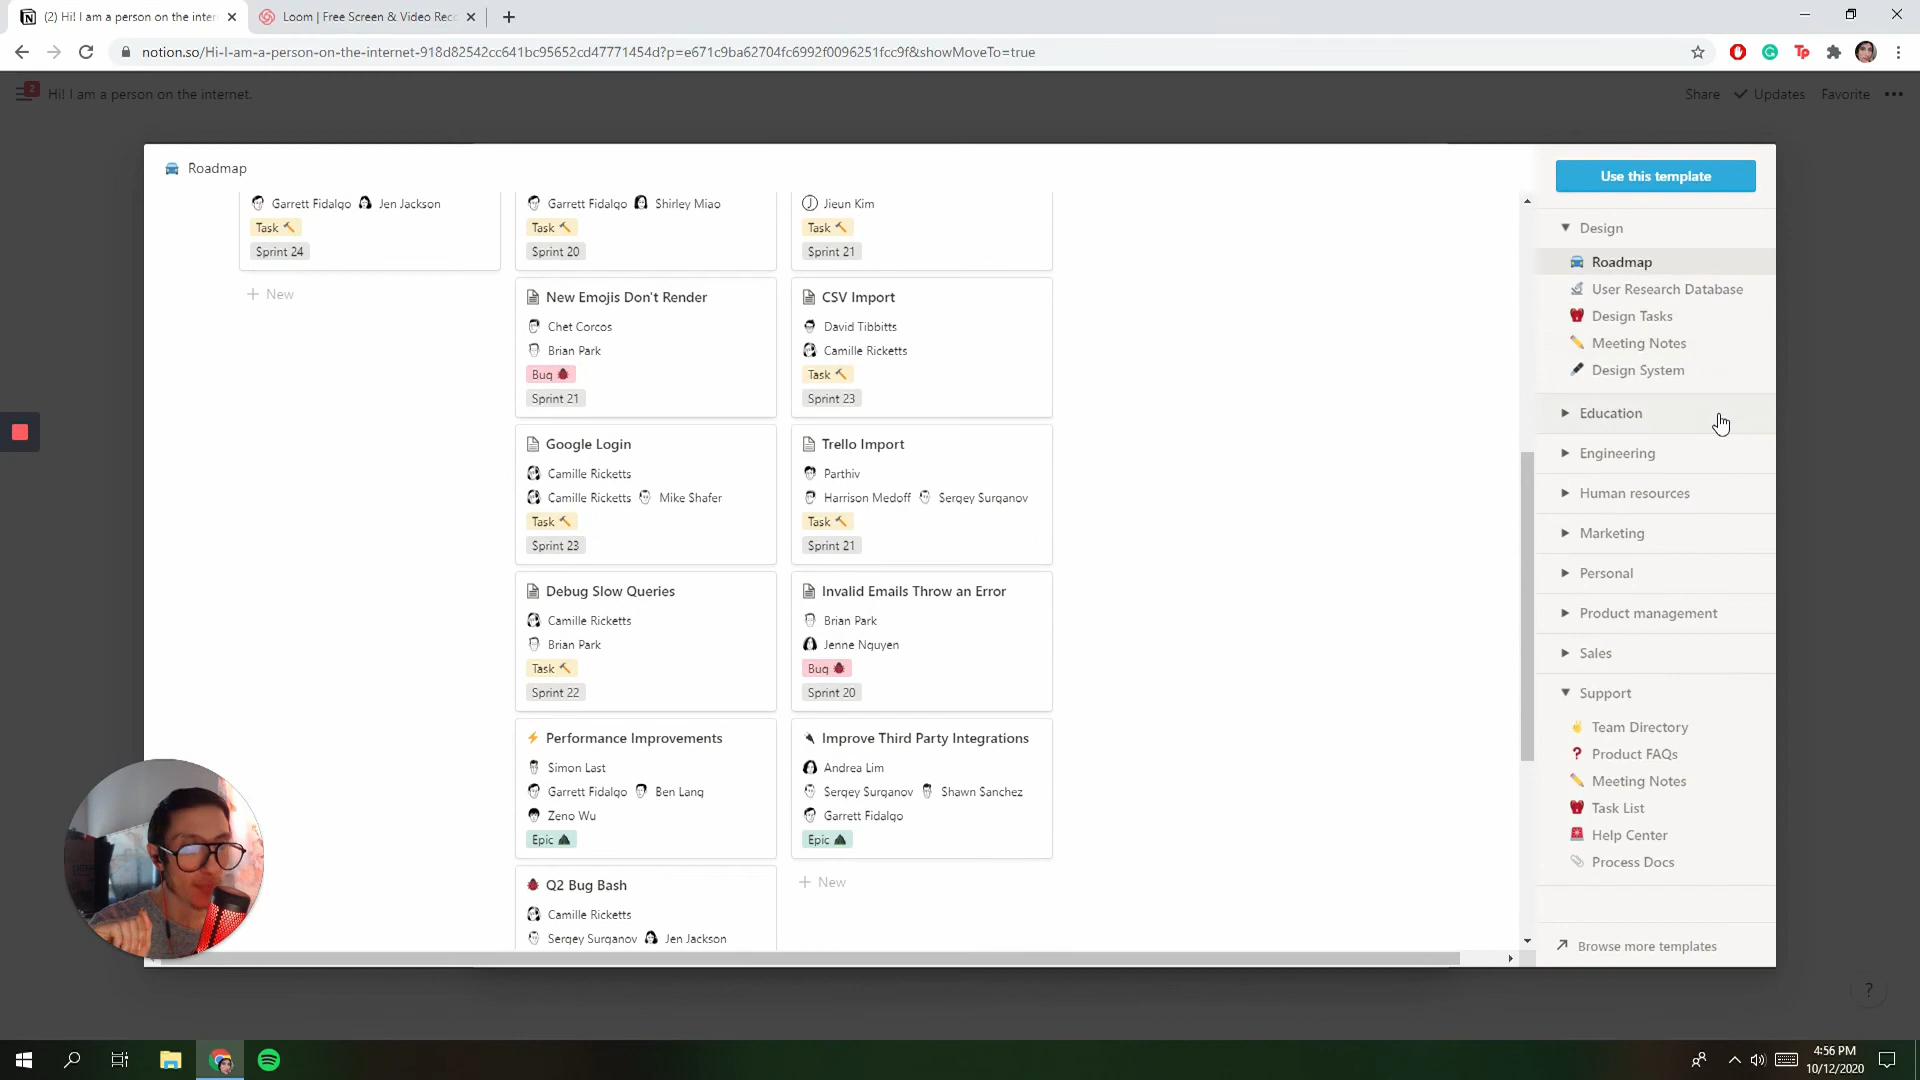 (2) Hi! I am a person on the inter
Loom | Free Screen & Video Rec
notion.so/Hi-I-am-a-person-on-the-internet-918d82542cc641bc95652cd47771454d?p=e671c9ba62704fc6992f0096251fcc9f&showMoveTo=true
2
Hi! I am a person on the internet.
Share
Updates
Favorite
Roadmap
Use this template
Garrett Fidalgo Jen Jackson
Task
Sprint 24
New
Garrett Fidalgo Shirley Miao
Task
Sprint 20
New Emojis Don't Render
Chet Corcos
Brian Park
Bug
Sprint 21
Google Login
Camille Ricketts
Camille Ricketts Mike Shafer
Task
Sprint 23
Debug Slow Queries
Camille Ricketts
Brian Park
Task
Sprint 22
Performance Improvements
Simon Last
Garrett Fidalgo Ben Lang
Zeno Wu
Epic
Q2 Bug Bash
Camille Ricketts
Sergey Surganov Jen Jackson
J Jieun Kim
Task
Sprint 21
CSV Import
David Tibbitts
Camille Ricketts
Task
Sprint 23
Trello Import
Parthiv
Harrison Medoff Sergey Surganov
Task
Sprint 21
Invalid Emails Throw an Error
Brian Park
Jenne Nguyen
Bug
Sprint 20
Improve Third Party Integrations
Andrea Lim
Sergey Surganov Shawn Sanchez
Garrett Fidalgo
Epic
New
Design
Roadmap
User Research Database
Design Tasks
Meeting Notes
Design System
Education
Engineering
Human resources
Marketing
Personal
Product management
Sales
Support
Team Directory
Product FAQs
Meeting Notes
Task List
Help Center
Process Docs
Browse more templates
?
4:56 PM
10/12/2020